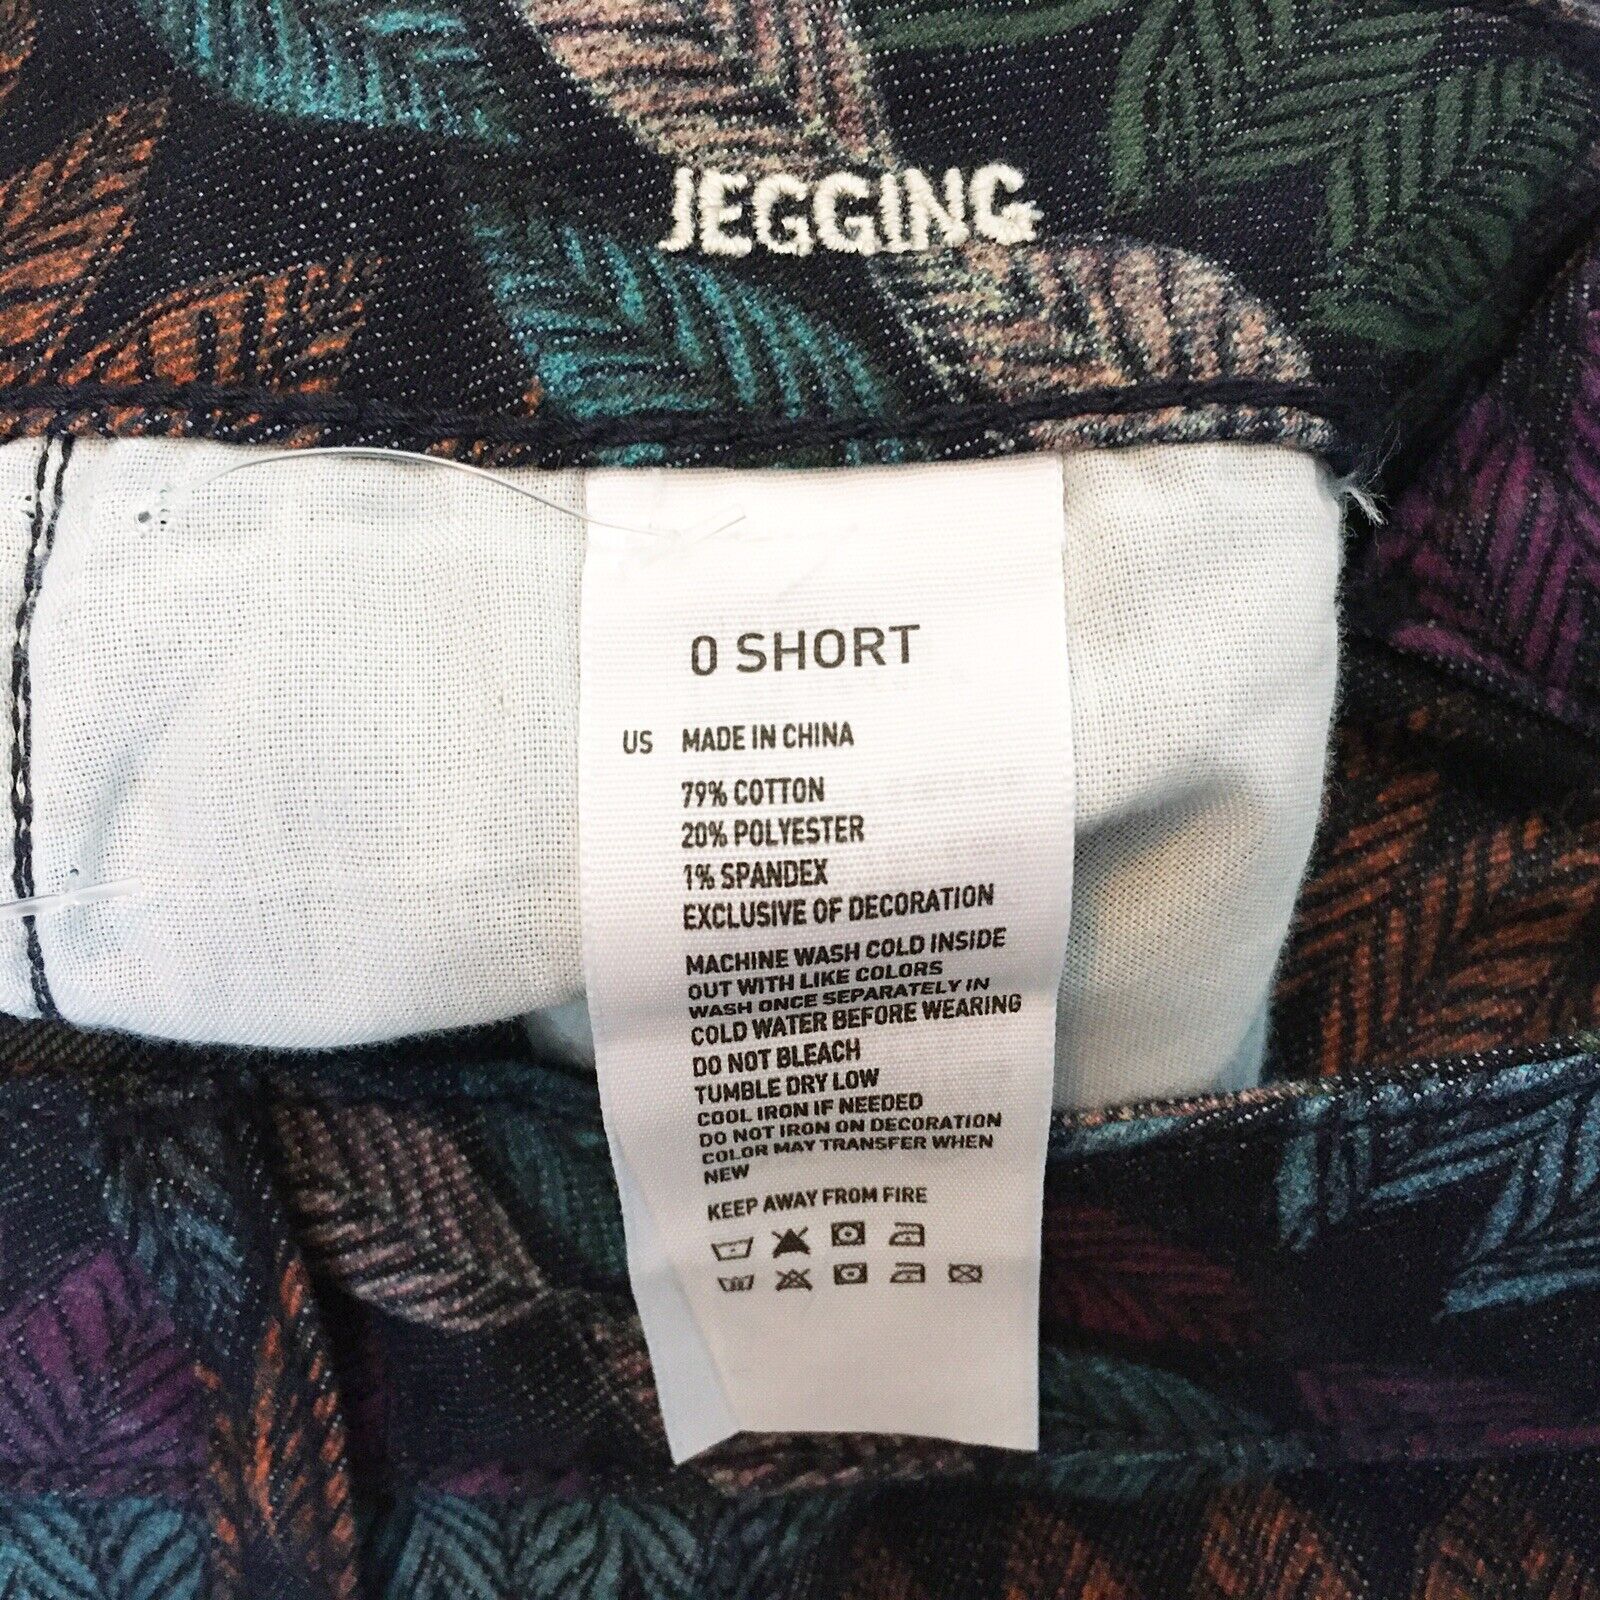 JEGGING
0 SHORT
US MADE IN CHINA
79% COTTON
20% POLYESTER
1% SPANDEX
EXCLUSIVE OF DECORATION
MACHINE WASH COLD INSIDE
OUT WITH LIKE COLORS
WASH ONCE SEPARATELY IN
COLD WATER BEFORE WEARING
DO NOT BLEACH
TUMBLE DRY LOW
COOL IRON IF NEEDED
DO NOT IRON ON DECORATION
COLOR MAY TRANSFER WHEN
NEW
KEEP AWAY FROM FIRE